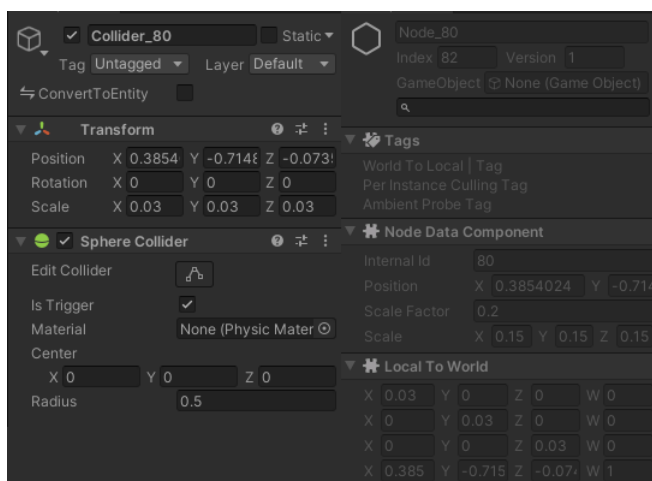 Collider_80
Static
Tag Untagged Layer Default
ConvertToEntity
Transform
Position X 0.3854 Y -0.7148 Z -0.073
Rotation X 0 Y 0 Z 0
Scale X 0.03 Y 0.03 Z 0.03
Sphere Collider
Edit Collider
Is Trigger
Material None (Physic Mater
Center
X 0 Y 0 Z 0
Radius 0.5
Node_80
Index 82 Version 1
GameObject None (Game Object)
Tags
World To Local | Tag
Per Instance Culling Tag
Ambient Probe Tag
Node Data Component
Internal Id 80
Position X 0.3854024 Y -0.714
Scale Factor 0.2
Scale X 0.15 Y 0.15 Z 0.15
Local To World
X 0.03 Y 0 Z 0 W 0
X 0 Y 0.03 Z 0 W 0
X 0 Y 0 Z 0.03 W 0
X 0.385 Y -0.715 Z -0.07 W 1